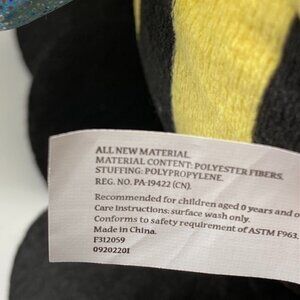 ALL NEW MATERIAL.
MATERIAL CONTENT: POLYESTER FIBERS.
STUFFING: POLYPROPYLENE.
REG. NO. PA-19422 (CN).
Recommended for children aged 0 years and o
Care instructions: surface wash only.
Conforms to safety requirement of ASTM F963.
Made in China.
F312059
09202201